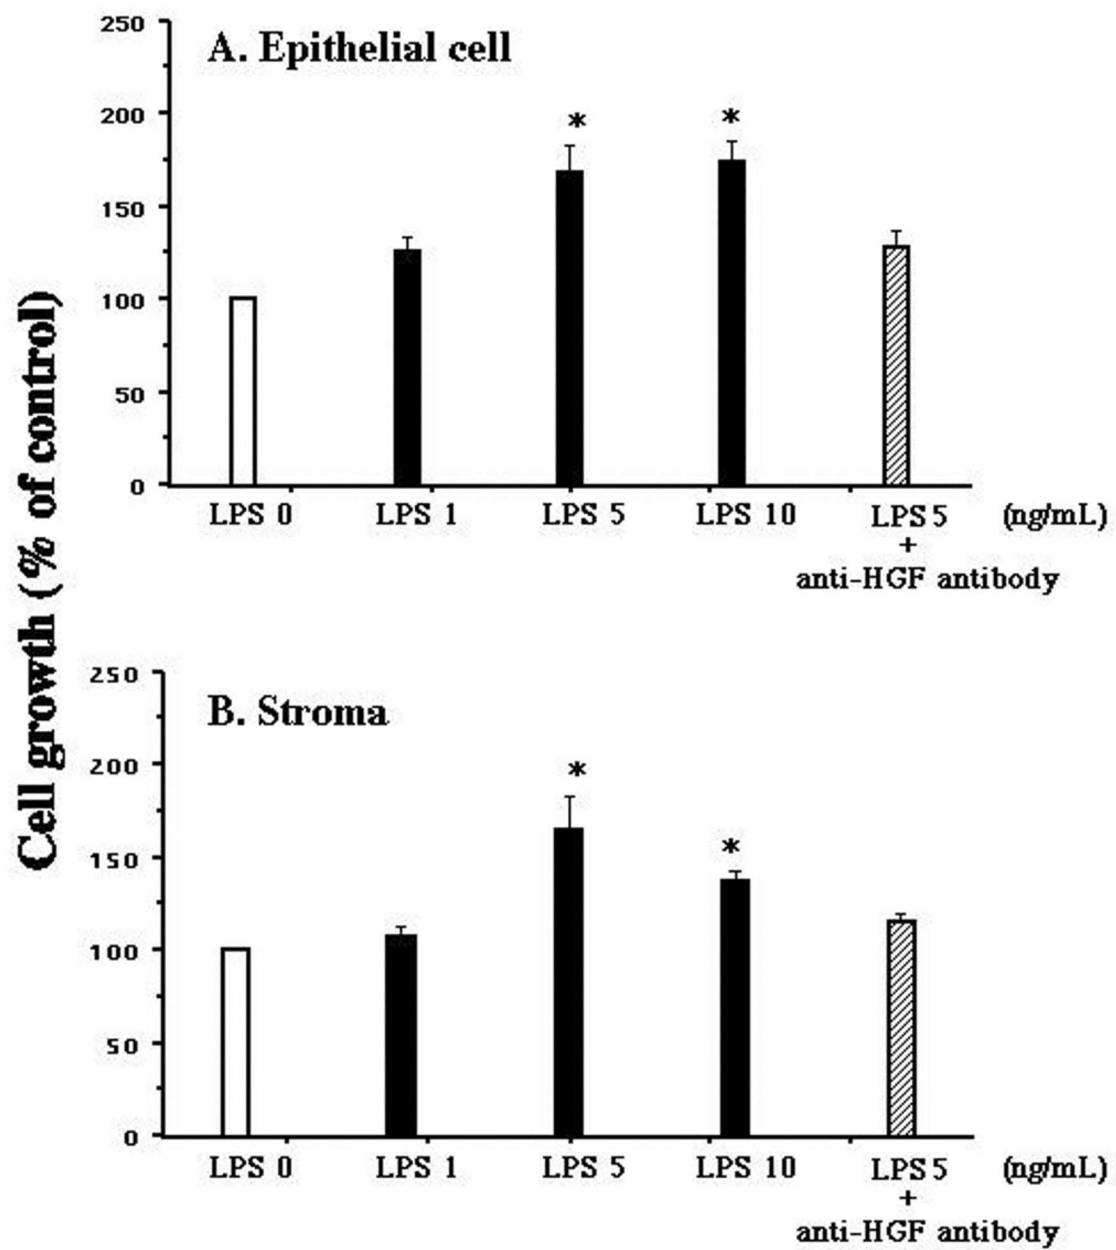 Cell growth (% of control)
A. Epithelial cell
250
200
150
100
50
0
*
*
LPS 0 LPS 1 LPS 5 LPS 10 LPS 5 (ng/mL)
+
anti-HGF antibody
B. Stroma
250
200
150
100
50
0
*
*
LPS 0 LPS 1 LPS 5 LPS 10 LPS 5 (ng/mL)
+
anti-HGF antibody